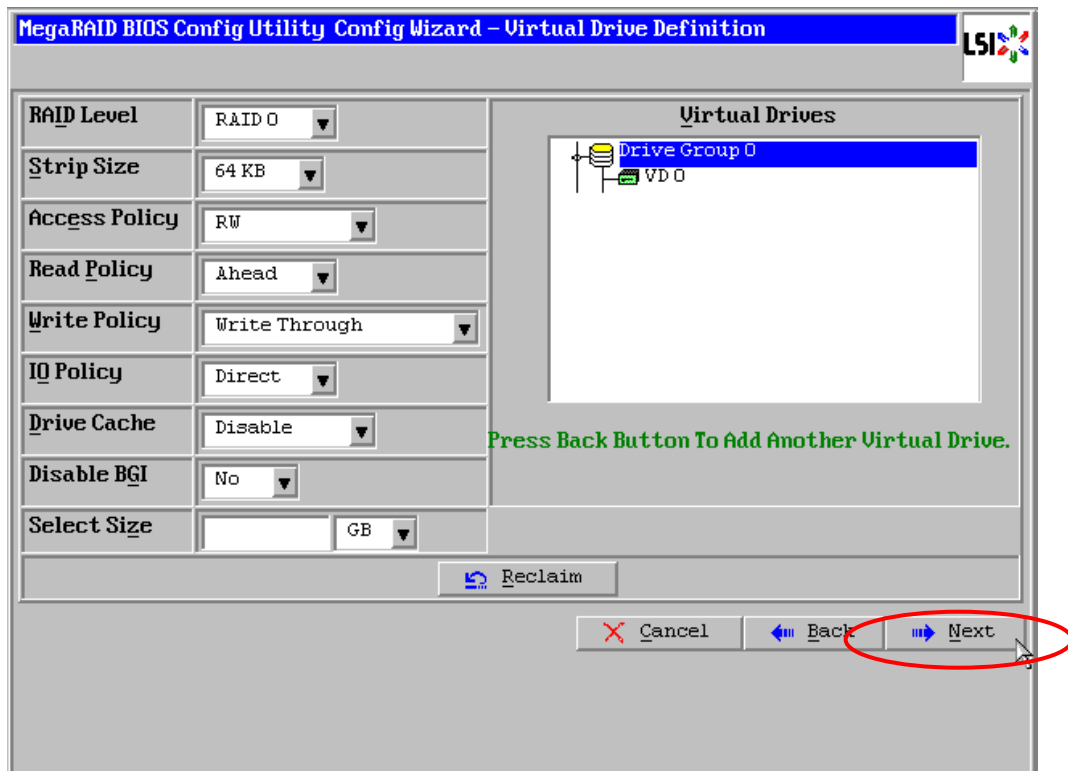 MegaRAID BIOS Config Utility Config Wizard – Virtual Drive Definition
LSI
RAID Level
RAID 0
Strip Size
64 KB
Access Policy
RW
Read Policy
Ahead
Write Policy
Write Through
IO Policy
Direct
Drive Cache
Disable
Disable BGI
No
Select Size
GB
Virtual Drives
Drive Group 0
VD 0
Press Back Button To Add Another Virtual Drive.
Reclaim
Cancel
Back
Next